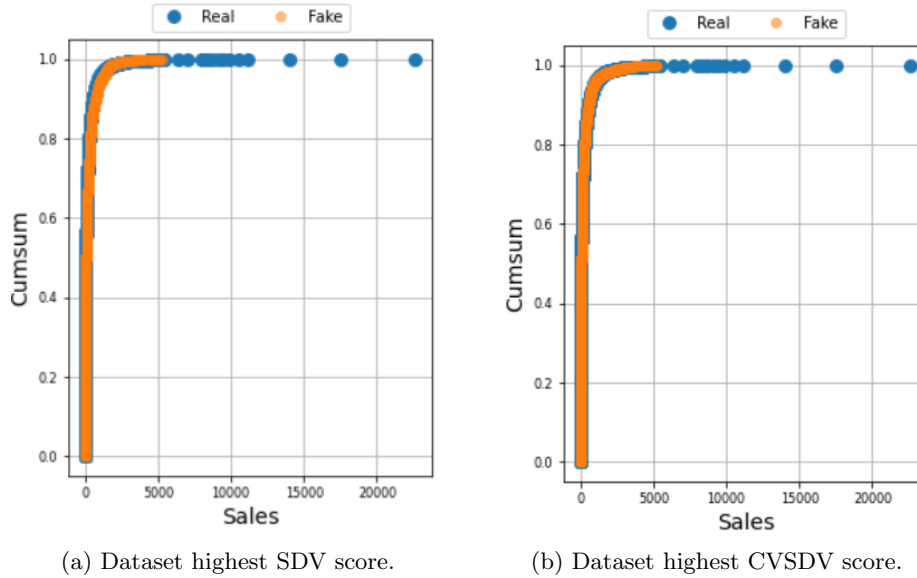 Real Fake
1.0
0.8
0.6
0.4
0.2
0.0
Cumsum
0 5000 10000 15000 20000
Sales
(a) Dataset highest SDV score.
Real Fake
1.0
0.8
0.6
0.4
0.2
0.0
Cumsum
0 5000 10000 15000 20000
Sales
(b) Dataset highest CVSDV score.